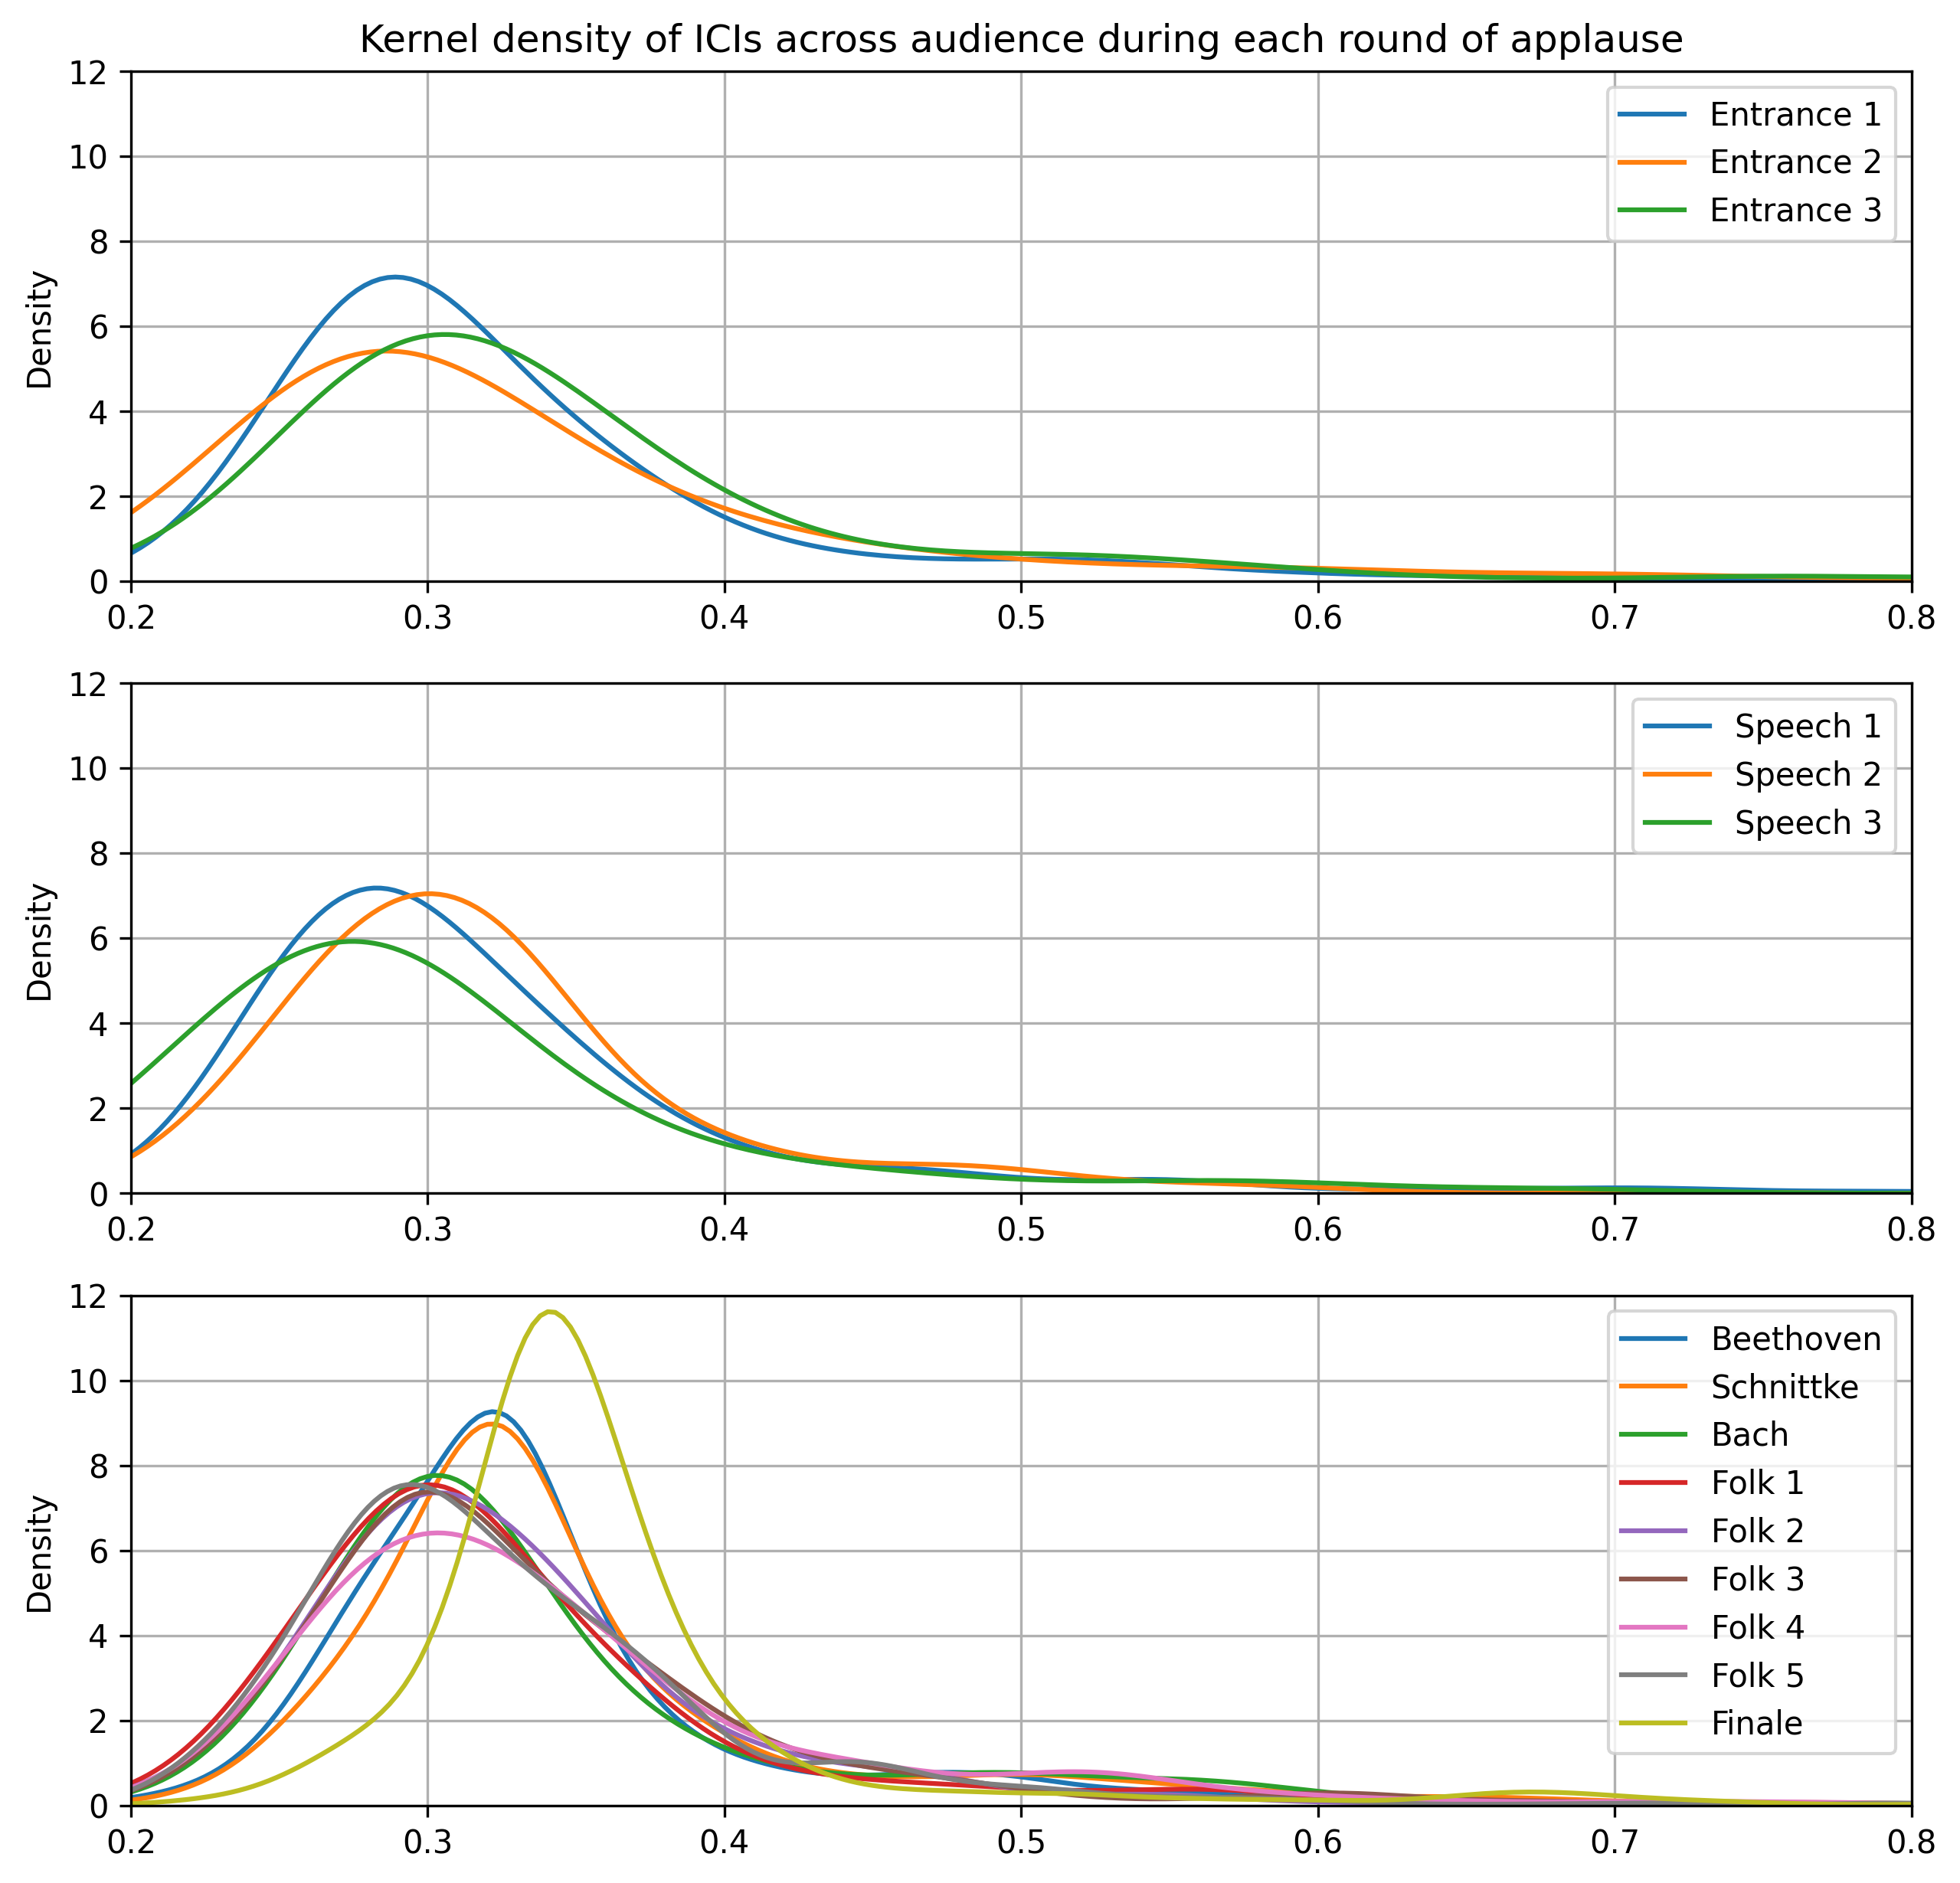 Kernel density of ICIs across audience during each round of applause
12
10
8
6
4
2
0
Density
0.2 0.3 0.4 0.5 0.6 0.7 0.8
Entrance 1
Entrance 2
Entrance 3
12
10
8
6
4
2
0
Density
0.2 0.3 0.4 0.5 0.6 0.7 0.8
Speech 1
Speech 2
Speech 3
12
10
8
6
4
2
0
Density
0.2 0.3 0.4 0.5 0.6 0.7 0.8
Beethoven
Schnittke
Bach
Folk 1
Folk 2
Folk 3
Folk 4
Folk 5
Finale